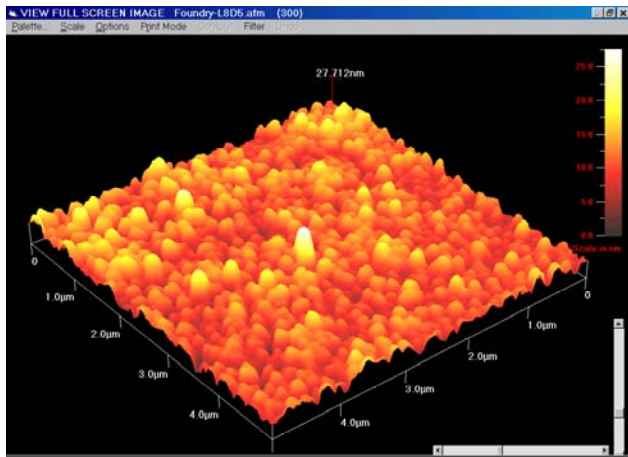 VIEW FULL SCREEN IMAGE Foundry-L8D5.afm (300)
Palette... Scale Options Print Mode Contour Filter Undo
27.712nm
25.0
20.0
15.0
10.0
5.0
0.0
Scale in nm
0
1.0µm
2.0µm
3.0µm
4.0µm
0
1.0µm
2.0µm
3.0µm
4.0µm